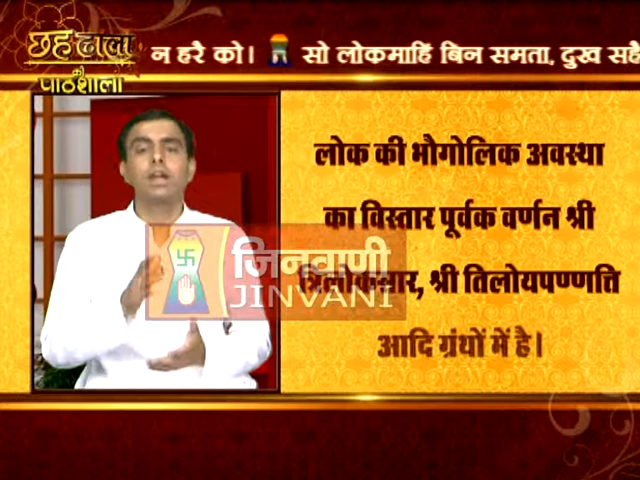 छहढाला
की
पाठशाला
न हरै को। सो लोकमाहिं बिन समता, दुख सहै
लोक की भौगोलिक अवस्था
का विस्तार पूर्वक वर्णन श्री
त्रिलोकसार, श्री तिलोयपण्णत्ति
आदि ग्रंथों में है।
जिनवाणी
JINVANI